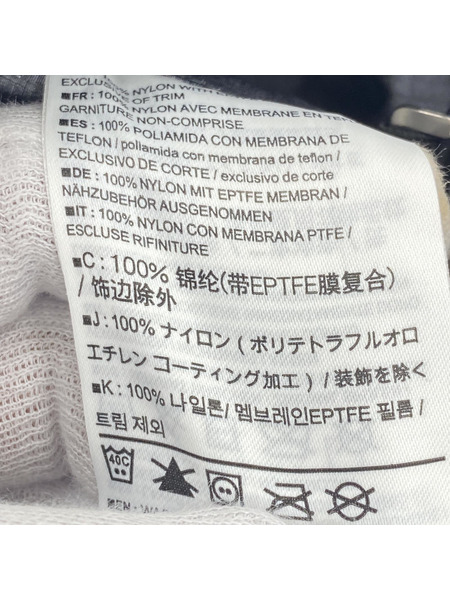 EXCLUSI NYLON WITH
■FR : 100% OF TRIM
GARNITURE NYLON AVEC MEMBRANE EN
NON-COMPRISE
■ES : 100% POLIAMIDA CON MEMBRANA DE
TEFLON / poliamida con membrana de teflon /
EXCLUSIVO DE CORTE / exclusivo de corte
■DE : 100% NYLON MIT EPTFE MEMBRAN /
NÄHZUBEHÖR AUSGENOMMEN
■IT : 100% NYLON CON MEMBRANA PTFE /
ESCLUSE RIFINITURE
■C : 100% 锦纶(带EPTFE膜复合)
/ 饰边除外
■J : 100% ナイロン ( ポリテトラフルオロ
エチレン コーティング加工 ) / 装飾を除く
■K : 100% 나일론/ 멤브레인EPTFE 필름 /
트림 제외
40C
■EN :